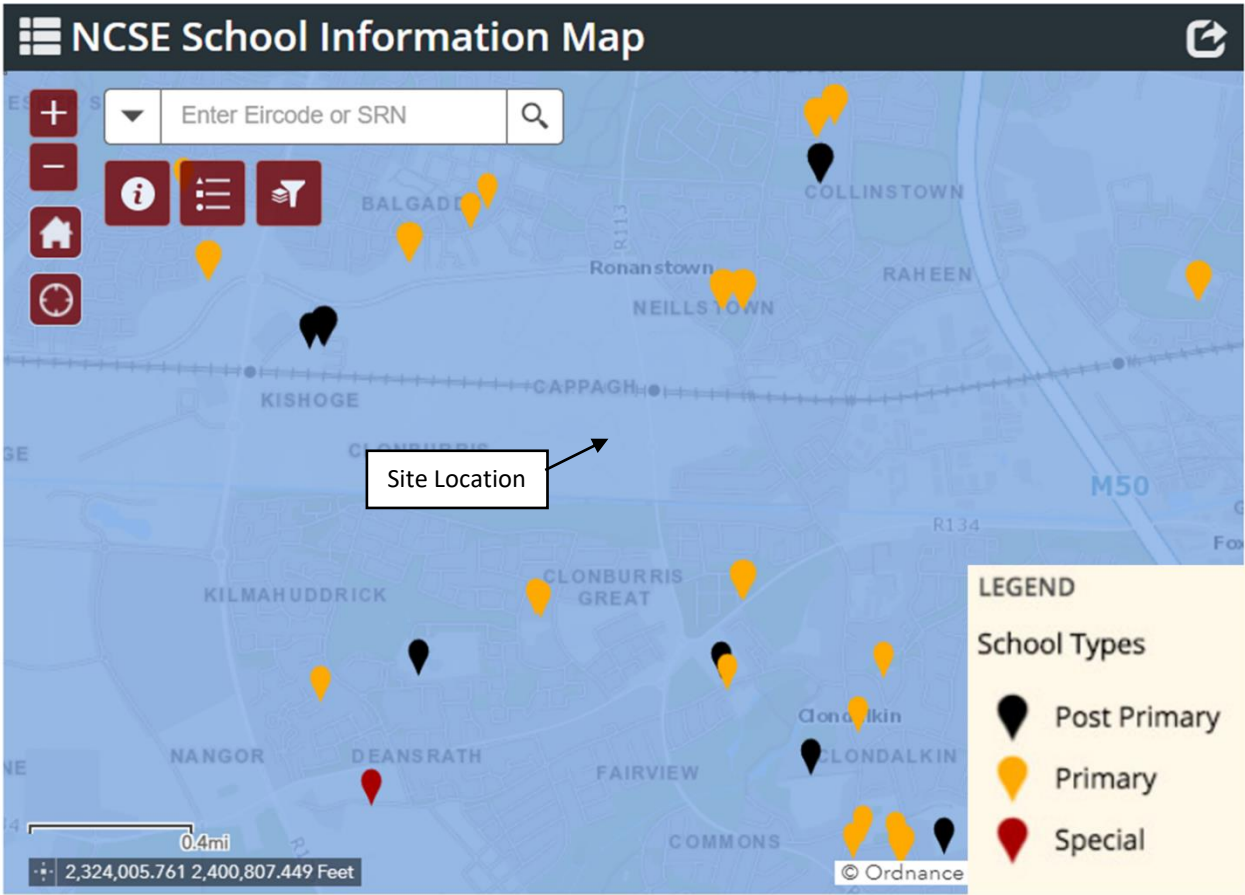 NCSE School Information Map
Enter Eircode or SRN
BALGADD
COLLINSTOWN
R113
Ronanstown
RAHEEN
NEILLSTOWN
CAPPAGH
KISHOGE
CLONBURRIS
GE
Site Location
M50
R134
Fox
CLONBURRIS
GREAT
KILMAHUDDRICK
LEGEND
School Types
Post Primary
Primary
Special
Clondalkin
NANGOR
DEANSRATH
CLONDALKIN
NE
FAIRVIEW
COMMONS
0.4mi
2,324,005.761 2,400,807.449 Feet
© Ordnance